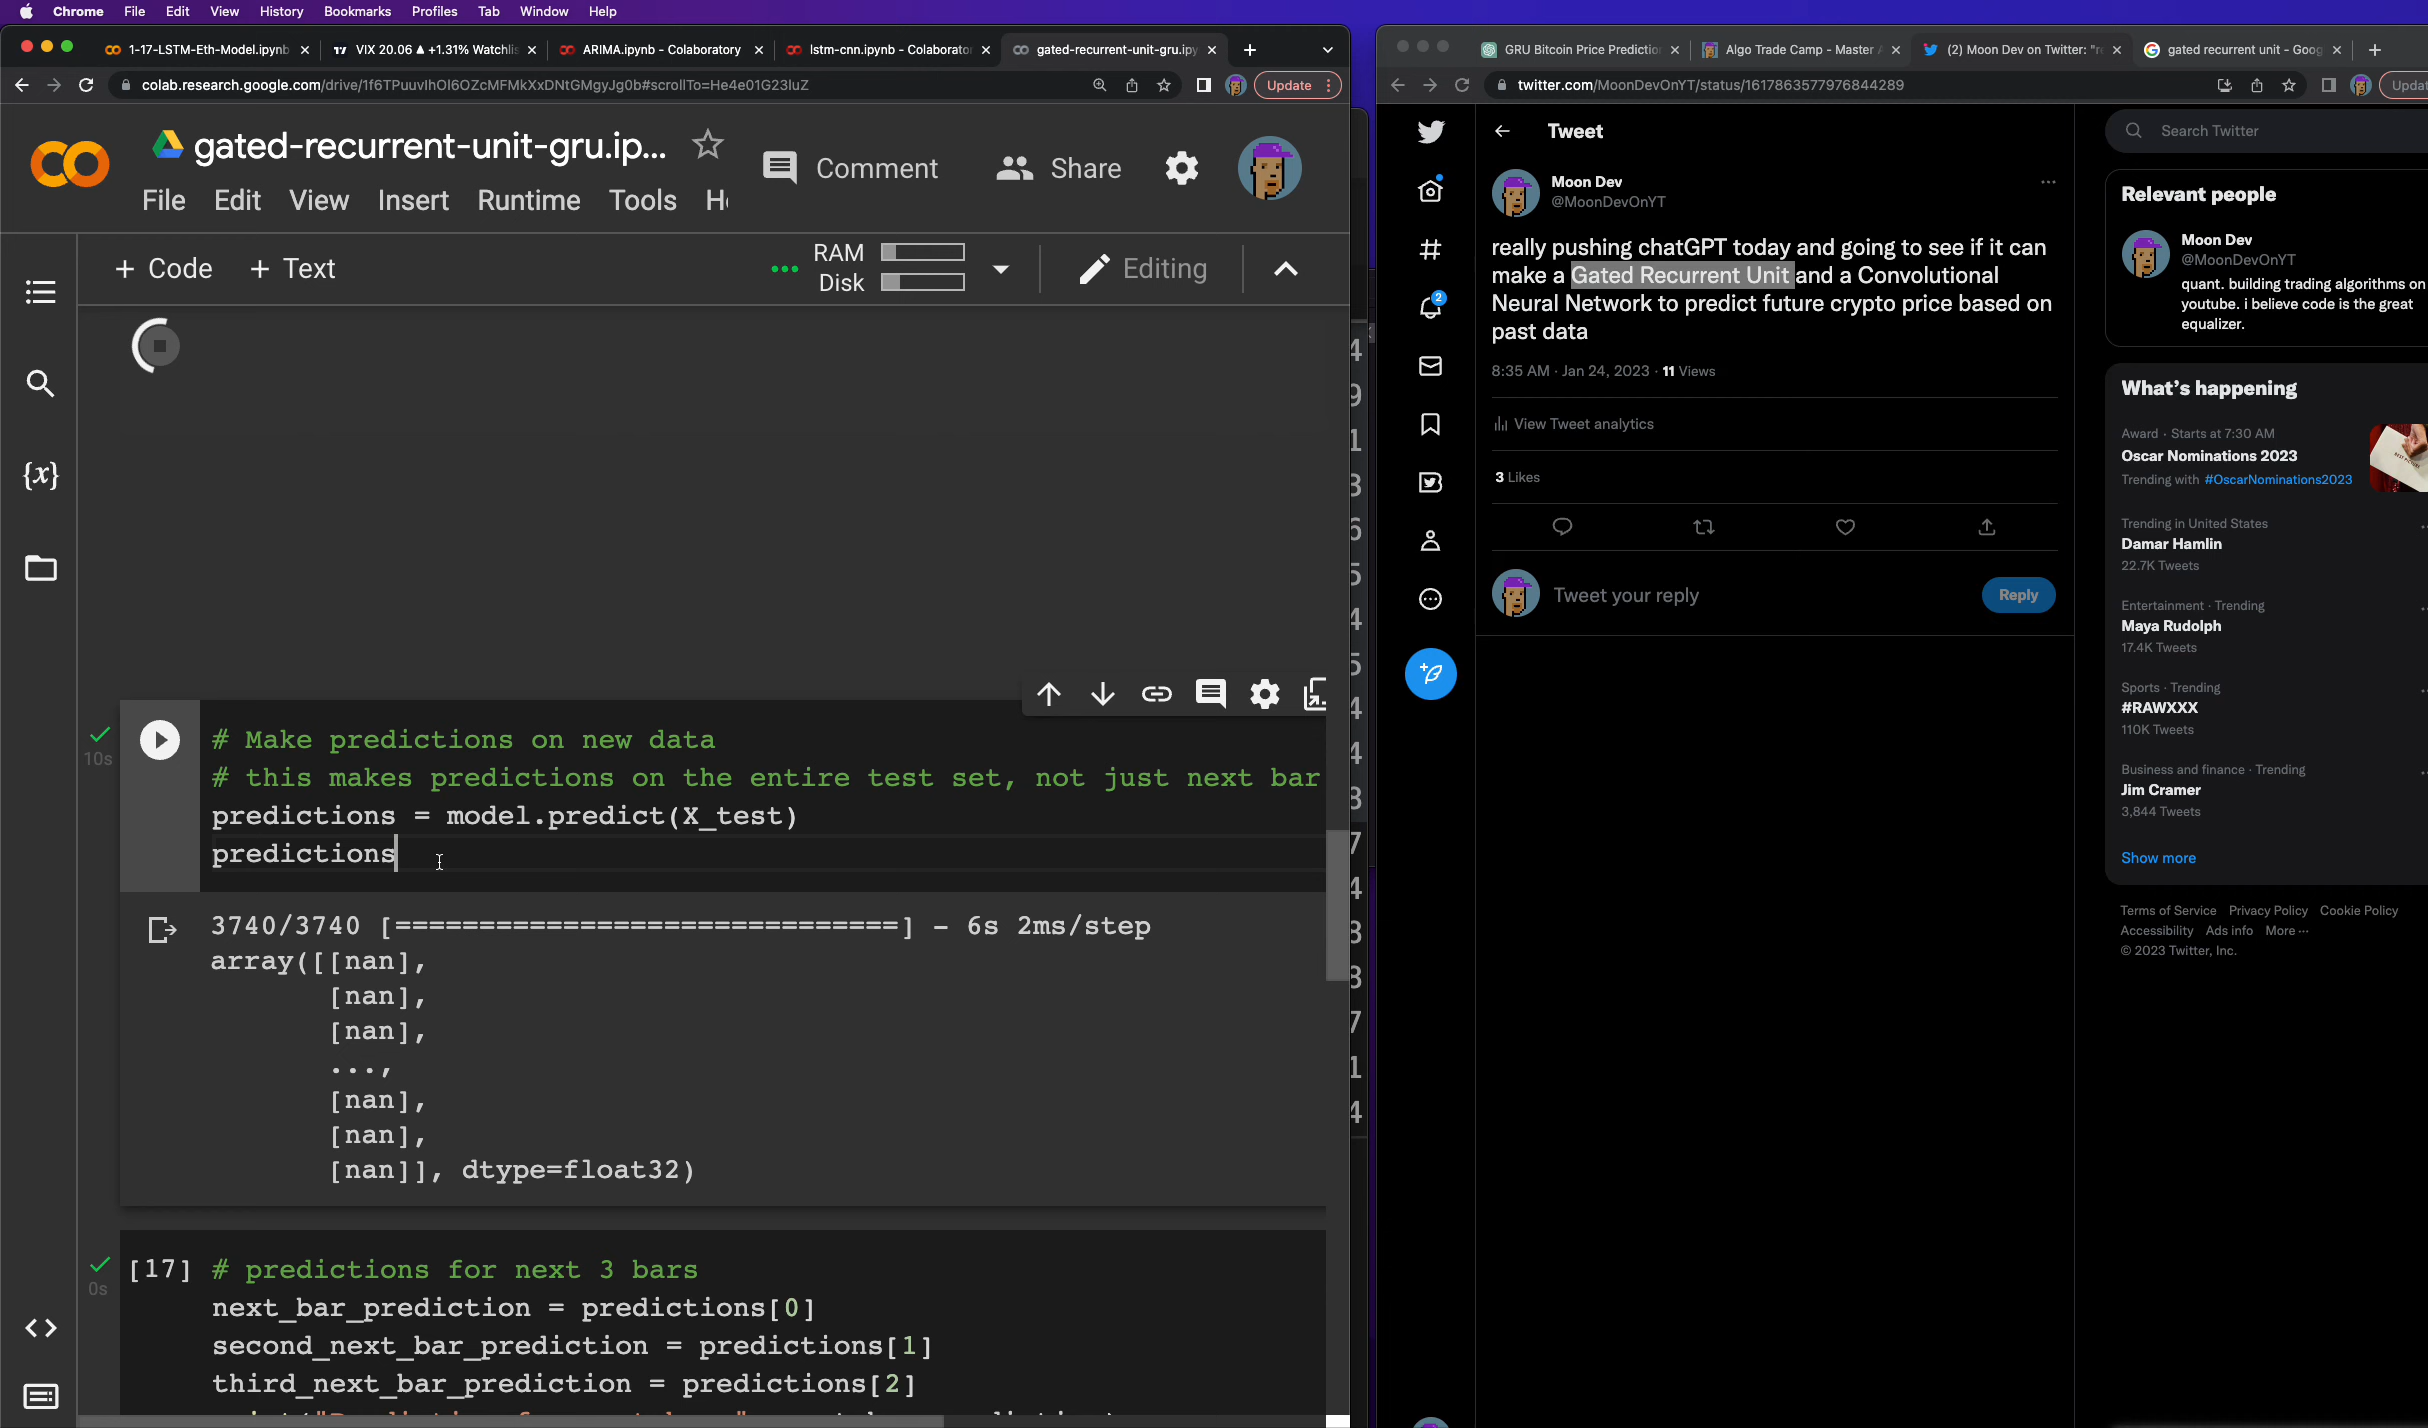 Chrome File Edit View History Bookmarks Profiles Tab Window Help
1-17-LSTM-Eth-Model.ipynb
VIX 20.06 ▲ +1.31% Watchlis
ARIMA.ipynb - Colaboratory
lstm-cnn.ipynb - Colaborator
gated-recurrent-unit-gru.ipy
colab.research.google.com/drive/1f6TPuuvIhOl6OZcMFMkXxDNtGMgyJg0b#scrollTo=He4e01G23luZ
Update
gated-recurrent-unit-gru.ip...
Comment
Share
File Edit View Insert Runtime Tools
+ Code + Text
RAM
Disk
Editing
{x}
10s
# Make predictions on new data
# this makes predictions on the entire test set, not just next bar
predictions = model.predict(X_test)
predictions
3740/3740 [==============================] - 6s 2ms/step
array([[nan],
[nan],
[nan],
...,
[nan],
[nan],
[nan]], dtype=float32)
0s
[17] # predictions for next 3 bars
next_bar_prediction = predictions[0]
second_next_bar_prediction = predictions[1]
third_next_bar_prediction = predictions[2]
GRU Bitcoin Price Predictio
Algo Trade Camp - Master
(2) Moon Dev on Twitter: "re
gated recurrent unit - Goog
twitter.com/MoonDevOnYT/status/1617863577976844289
Updat
Tweet
Moon Dev
@MoonDevOnYT
really pushing chatGPT today and going to see if it can
make a Gated Recurrent Unit and a Convolutional
Neural Network to predict future crypto price based on
past data
8:35 AM · Jan 24, 2023 · 11 Views
View Tweet analytics
3 Likes
2
Tweet your reply
Reply
Search Twitter
Relevant people
Moon Dev
@MoonDevOnYT
quant. building trading algorithms on
youtube. i believe code is the great
equalizer.
What's happening
Award · Starts at 7:30 AM
Oscar Nominations 2023
Trending with #OscarNominations2023
Trending in United States
Damar Hamlin
22.7K Tweets
Entertainment · Trending
Maya Rudolph
17.4K Tweets
Sports · Trending
#RAWXXX
110K Tweets
Business and finance · Trending
Jim Cramer
3,844 Tweets
Show more
Terms of Service Privacy Policy Cookie Policy
Accessibility Ads info More ···
© 2023 Twitter, Inc.